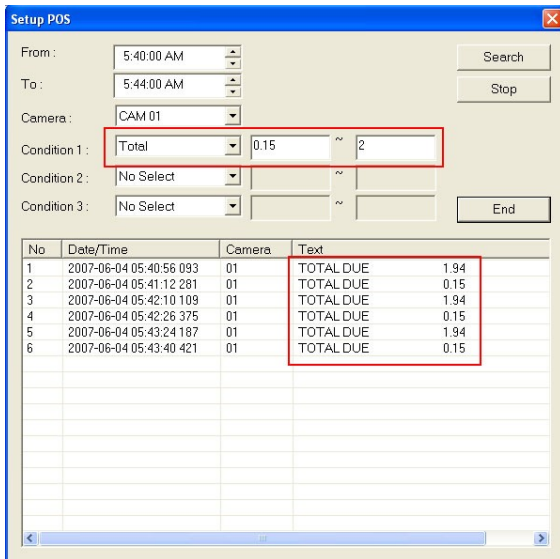 Setup POS
From : 5:40:00 AM Search
To : 5:44:00 AM Stop
Camera : CAM 01
Condition 1 : Total 0.15 ~ 2
Condition 2 : No Select ~
Condition 3 : No Select ~ End
No Date/Time Camera Text
1 2007-06-04 05:40:56 093 01 TOTAL DUE 1.94
2 2007-06-04 05:41:12 281 01 TOTAL DUE 0.15
3 2007-06-04 05:42:10 109 01 TOTAL DUE 1.94
4 2007-06-04 05:42:26 375 01 TOTAL DUE 0.15
5 2007-06-04 05:43:24 187 01 TOTAL DUE 1.94
6 2007-06-04 05:43:40 421 01 TOTAL DUE 0.15